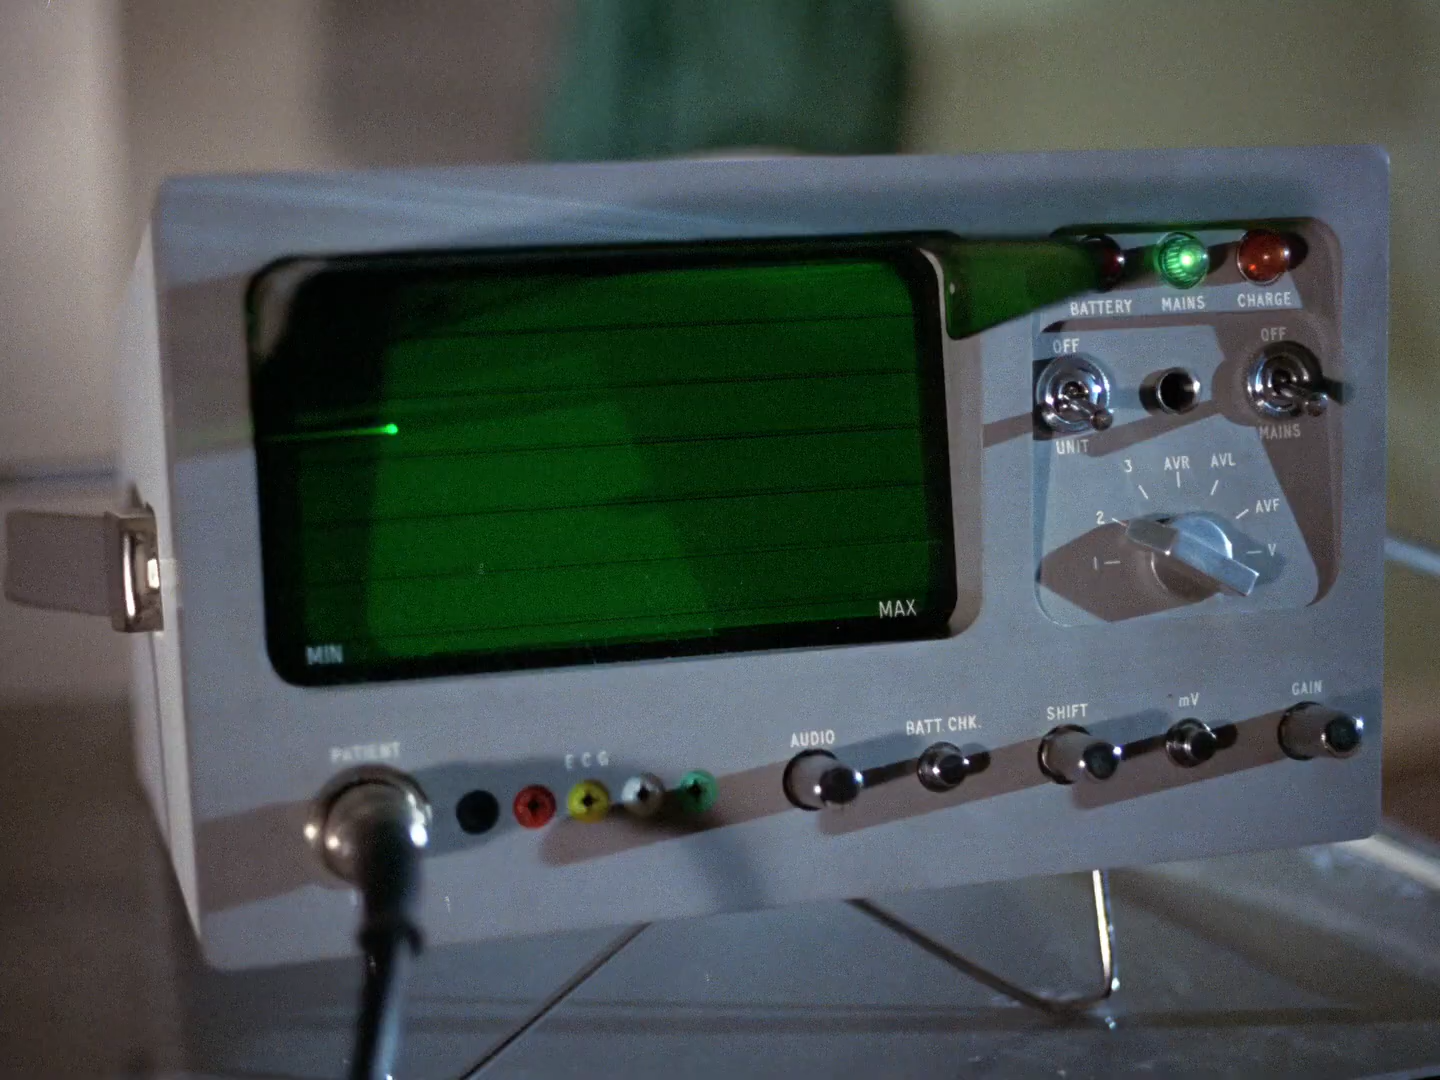 BATTERY MAINS CHARGE
OFF OFF
UNIT MAINS
3 AVR AVL
2 AVF
1 V
MIN MAX
PATIENT ECG AUDIO BATT.CHK. SHIFT mV GAIN